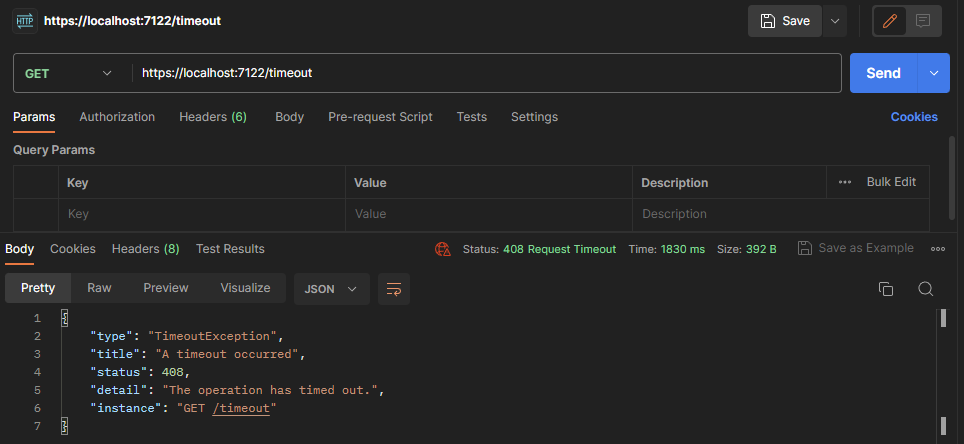 HTTP https://localhost:7122/timeout Save
GET https://localhost:7122/timeout Send
Params Authorization Headers (6) Body Pre-request Script Tests Settings Cookies
Query Params
Key Value Description ••• Bulk Edit
Key Value Description
Body Cookies Headers (8) Test Results Status: 408 Request Timeout Time: 1830 ms Size: 392 B Save as Example
Pretty Raw Preview Visualize JSON
1 {
2 "type": "TimeoutException",
3 "title": "A timeout occurred",
4 "status": 408,
5 "detail": "The operation has timed out.",
6 "instance": "GET /timeout"
7 }